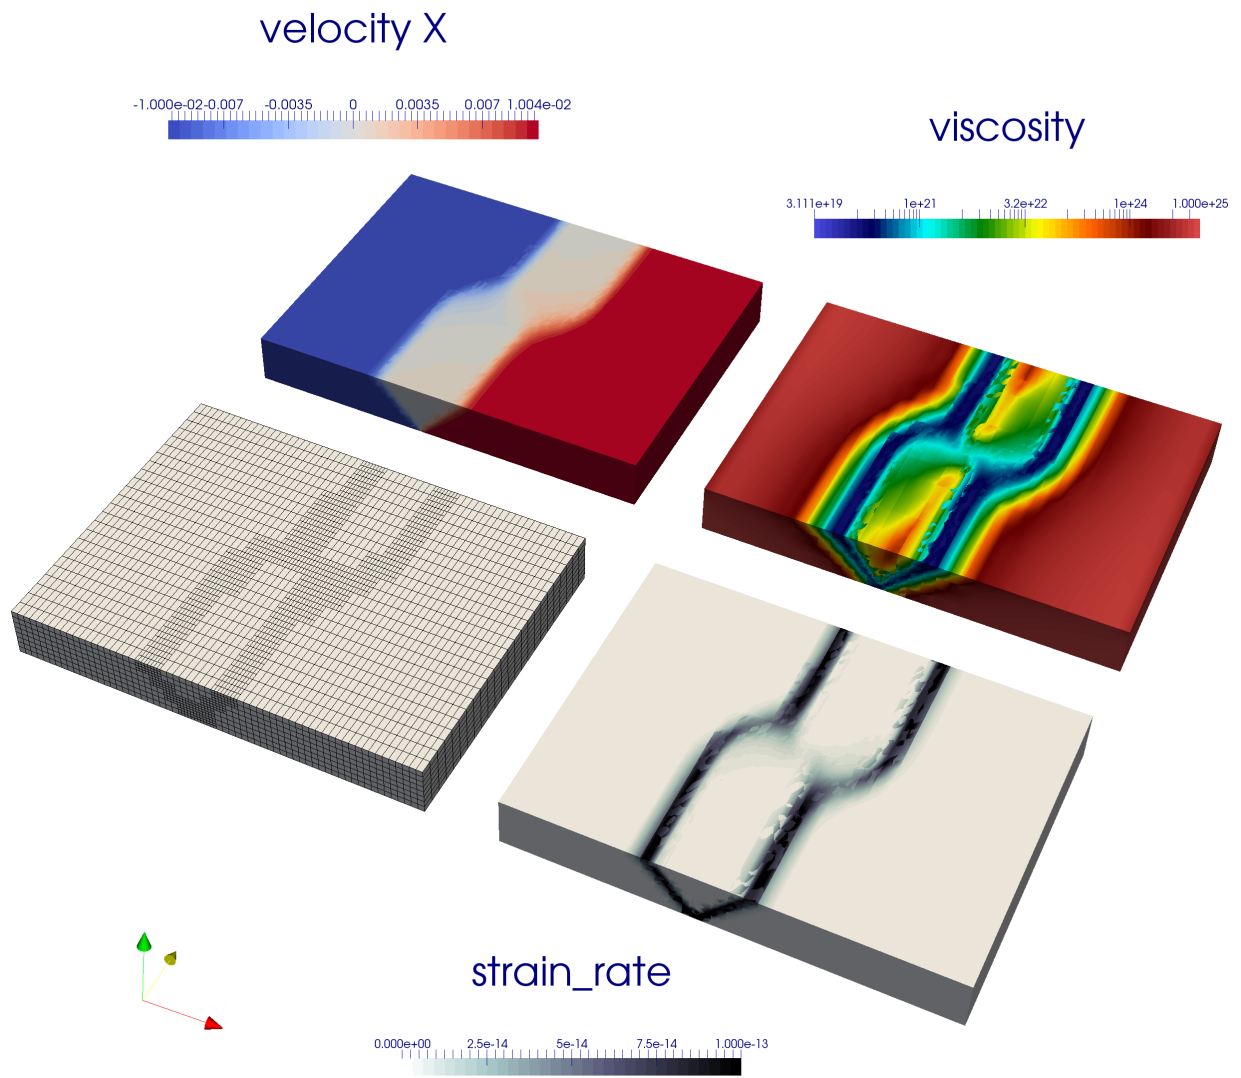 velocity X
-1.000e-02 -0.007 -0.0035 0 0.0035 0.007 1.004e-02
viscosity
3.111e+19 1e+21 3.2e+22 1e+24 1.000e+25
strain_rate
0.000e+00 2.5e-14 5e-14 7.5e-14 1.000e-13